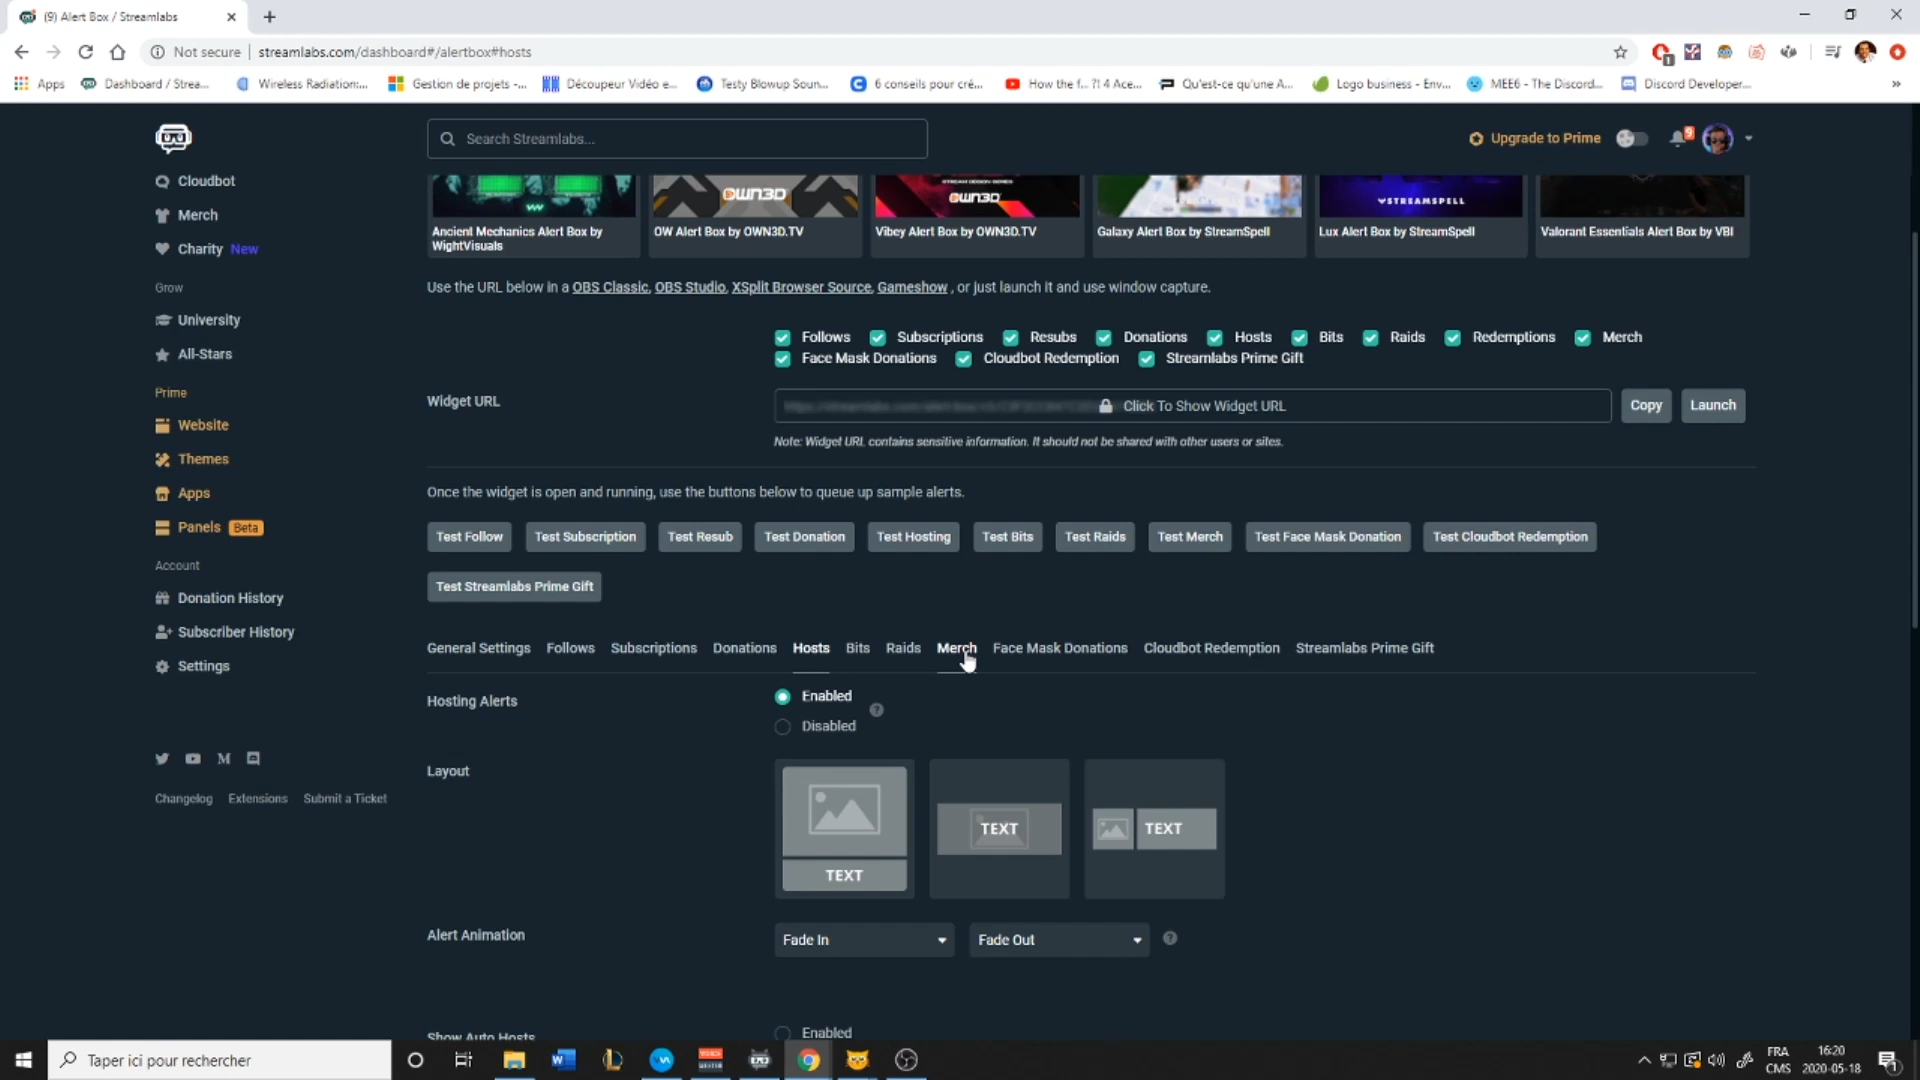 (9) Alert Box / Streamlabs
Not secure
streamlabs.com/dashboard#/alertbox#hosts
1
Apps
Dashboard / Strea...
Wireless Radiation:...
Gestion de projets -...
Découpeur Vidéo e...
Testy Blowup Soun...
6 conseils pour cré...
How the f... ?! 4 Ace...
Qu'est-ce qu'une A...
Logo business - Env...
MEE6 - The Discord...
Discord Developer...
»
Search Streamlabs...
Upgrade to Prime
9
Cloudbot
Merch
Charity New
Grow
University
All-Stars
Prime
Website
Themes
Apps
Panels Beta
Account
Donation History
Subscriber History
Settings
Changelog
Extensions
Submit a Ticket
OWN3D
OWN3D
STREAMSPELL
Ancient Mechanics Alert Box by
WightVisuals
OW Alert Box by OWN3D.TV
Vibey Alert Box by OWN3D.TV
Galaxy Alert Box by StreamSpell
Lux Alert Box by StreamSpell
Valorant Essentials Alert Box by VBI
Use the URL below in a OBS Classic, OBS Studio, XSplit Browser Source, Gameshow , or just launch it and use window capture.
Follows Subscriptions Resubs Donations Hosts Bits Raids Redemptions Merch
Face Mask Donations Cloudbot Redemption Streamlabs Prime Gift
Widget URL
Click To Show Widget URL
Copy
Launch
Note: Widget URL contains sensitive information. It should not be shared with other users or sites.
Once the widget is open and running, use the buttons below to queue up sample alerts.
Test Follow
Test Subscription
Test Resub
Test Donation
Test Hosting
Test Bits
Test Raids
Test Merch
Test Face Mask Donation
Test Cloudbot Redemption
Test Streamlabs Prime Gift
General Settings Follows Subscriptions Donations Hosts Bits Raids Merch Face Mask Donations Cloudbot Redemption Streamlabs Prime Gift
Hosting Alerts
Enabled
Disabled
Layout
TEXT
TEXT
TEXT
Alert Animation
Fade In
Fade Out
Show Auto Hosts
Enabled
Taper ici pour rechercher
FRA
CMS
16:20
2020-05-18
1